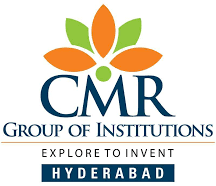 CMR
GROUP OF INSTITUTIONS
EXPLORE TO INVENT
HYDERABAD